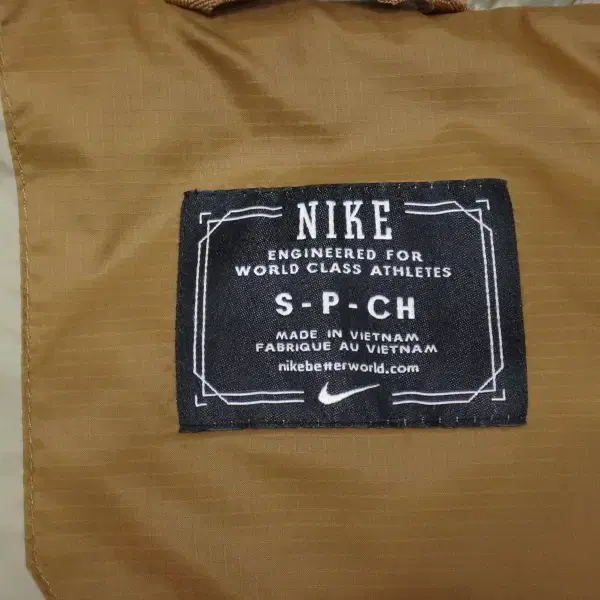 NIKE
ENGINEERED FOR
WORLD CLASS ATHLETES
S - P - CH
MADE IN VIETNAM
FABRIQUE AU VIETNAM
nikebetterworld.com